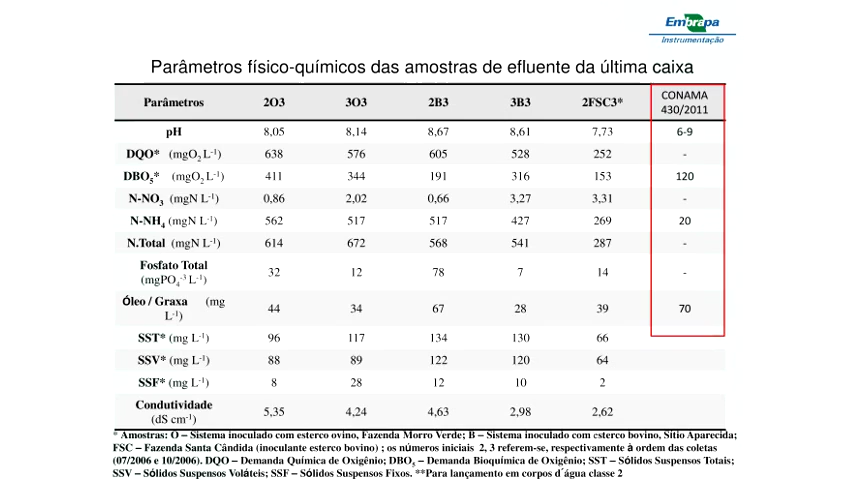 Embrapa
Instrumentação
Parâmetros físico-químicos das amostras de efluente da última caixa
Parâmetros 2O3 3O3 2B3 3B3 2FSC3* CONAMA 430/2011
pH 8,05 8,14 8,67 8,61 7,73 6-9
DQO* (mgO2 L-1) 638 576 605 528 252 -
DBO5* (mgO2 L-1) 411 344 191 316 153 120
N-NO3 (mgN L-1) 0,86 2,02 0,66 3,27 3,31 -
N-NH4 (mgN L-1) 562 517 517 427 269 20
N.Total (mgN L-1) 614 672 568 541 287 -
Fosfato Total (mgPO4-3 L-1) 32 12 78 7 14 -
Óleo / Graxa (mg L-1) 44 34 67 28 39 70
SST* (mg L-1) 96 117 134 130 66
SSV* (mg L-1) 88 89 122 120 64
SSF* (mg L-1) 8 28 12 10 2
Condutividade (dS cm-1) 5,35 4,24 4,63 2,98 2,62
* Amostras: O – Sistema inoculado com esterco ovino, Fazenda Morro Verde; B – Sistema inoculado com esterco bovino, Sítio Aparecida;
FSC – Fazenda Santa Cândida (inoculante esterco bovino) ; os números iniciais 2, 3 referem-se, respectivamente à ordem das coletas
(07/2006 e 10/2006). DQO – Demanda Química de Oxigênio; DBO5 – Demanda Bioquímica de Oxigênio; SST – Sólidos Suspensos Totais;
SSV – Sólidos Suspensos Voláteis; SSF – Sólidos Suspensos Fixos. **Para lançamento em corpos d´água classe 2